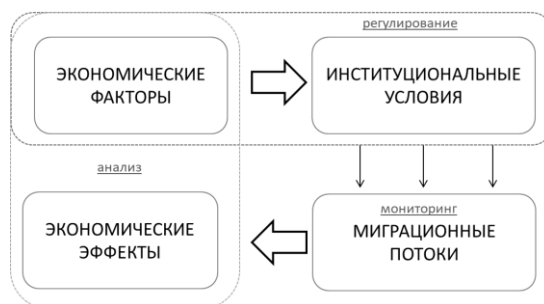 регулирование
ЭКОНОМИЧЕСКИЕ
ФАКТОРЫ
ИНСТИТУЦИОНАЛЬНЫЕ
УСЛОВИЯ
анализ
ЭКОНОМИЧЕСКИЕ
ЭФФЕКТЫ
мониторинг
МИГРАЦИОННЫЕ
ПОТОКИ